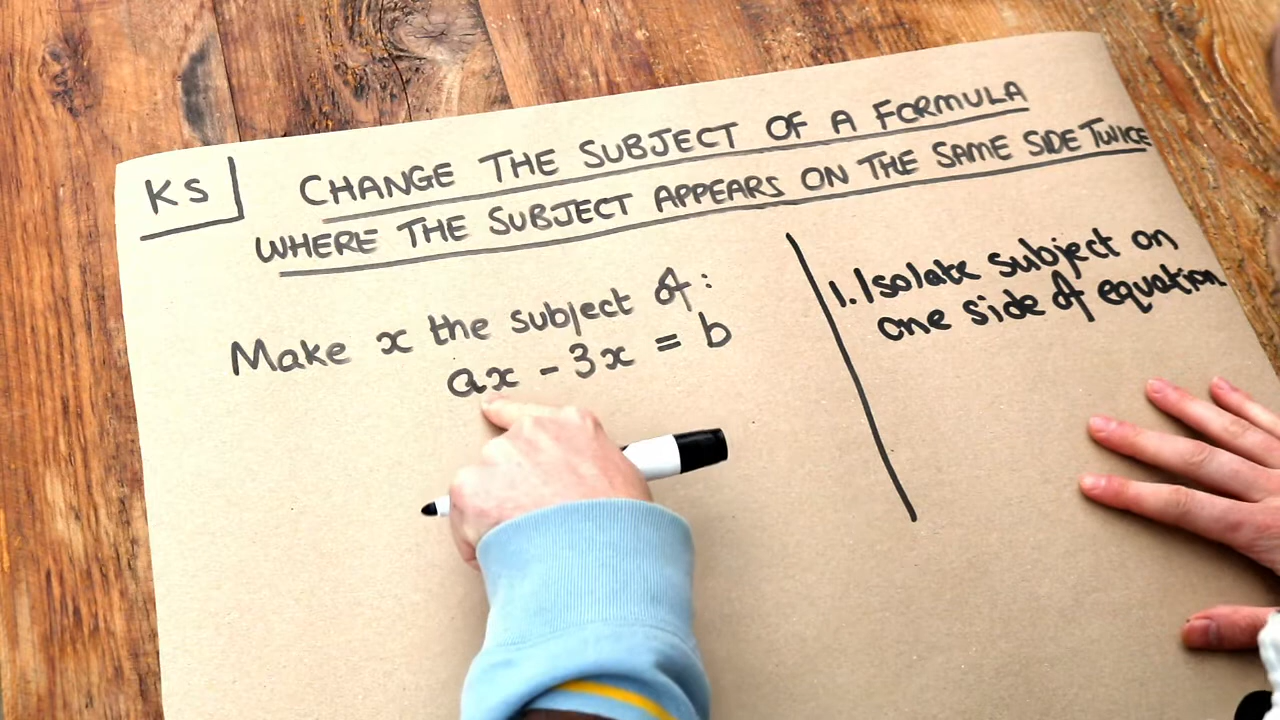 KS
CHANGE THE SUBJECT OF A FORMULA
WHERE THE SUBJECT APPEARS ON THE SAME SIDE TWICE
Make x the subject of:
ax - 3x = b
1. Isolate subject on
one side of equation